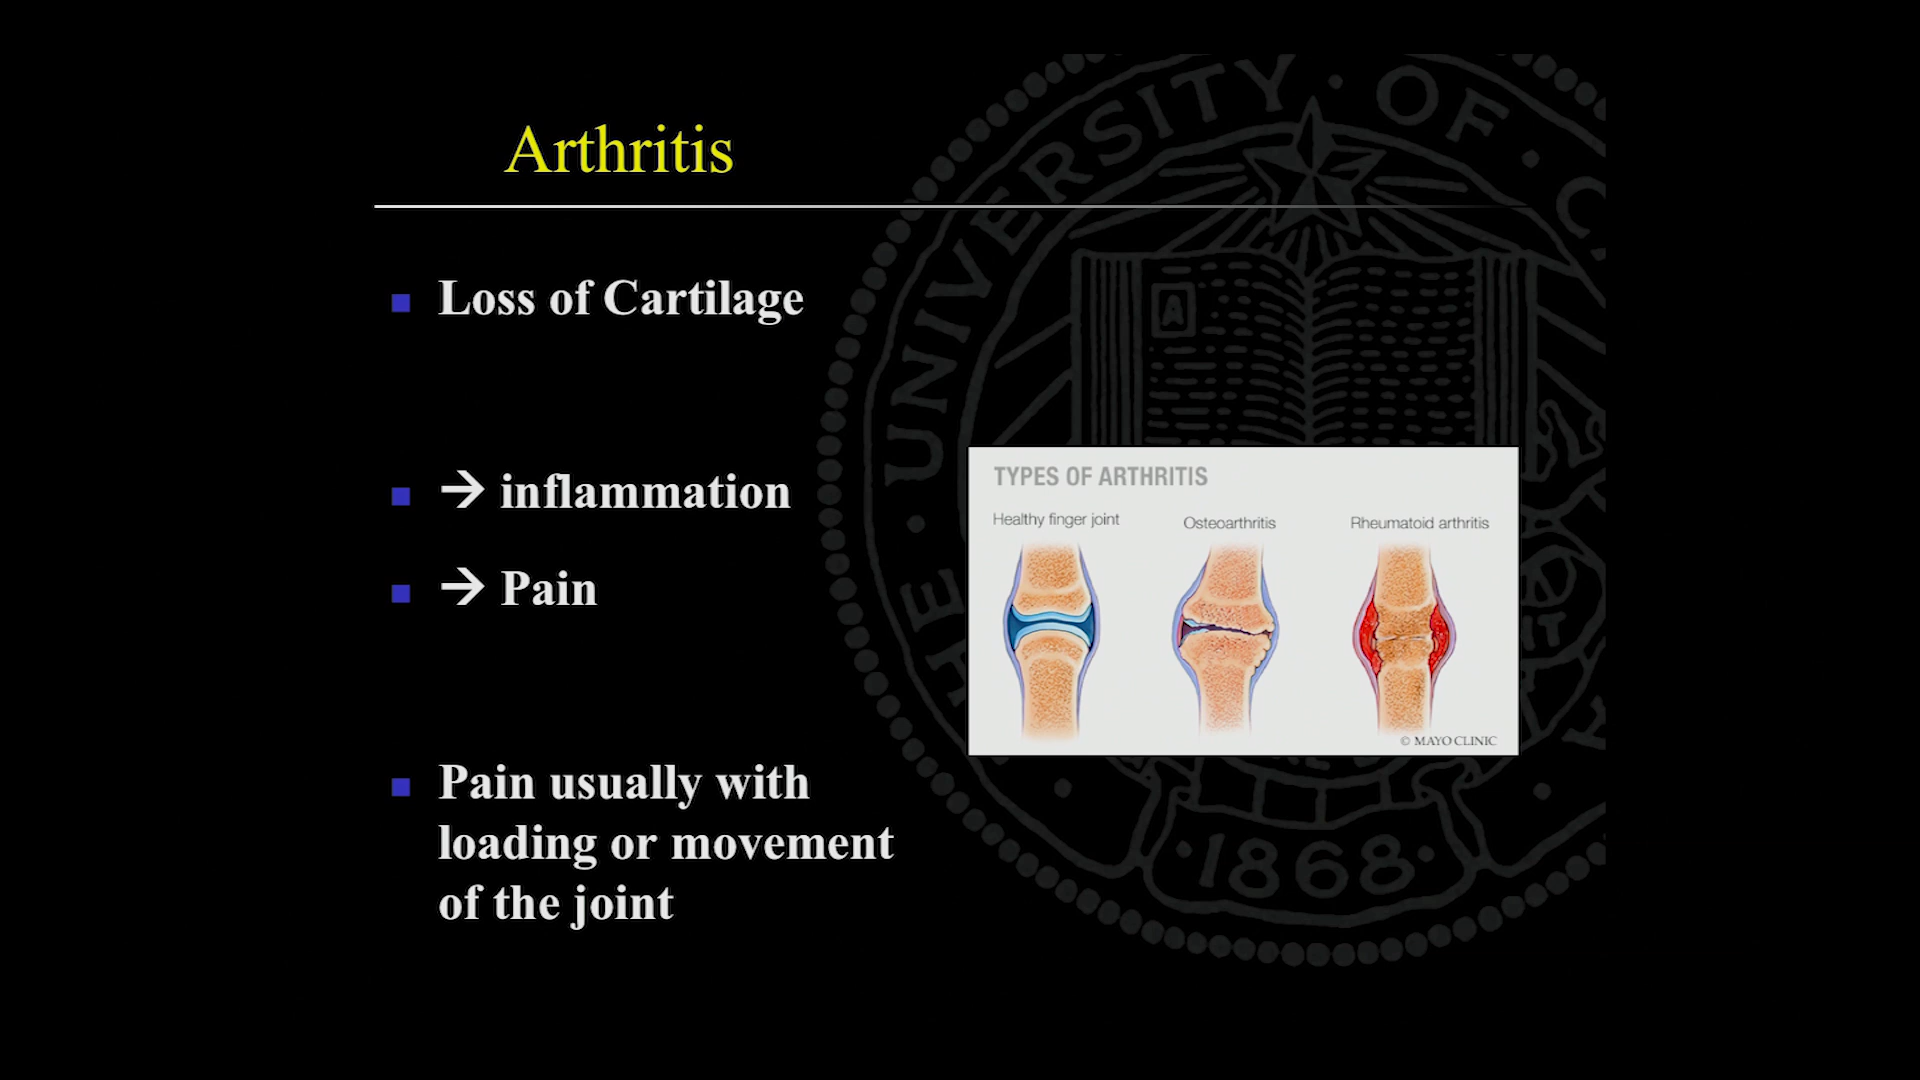 Arthritis
Loss of Cartilage
→ inflammation
→ Pain
Pain usually with
loading or movement
of the joint
TYPES OF ARTHRITIS
Healthy finger joint
Osteoarthritis
Rheumatoid arthritis
© MAYO CLINIC
UNIVERSITY · OF
THE
A
·1868·